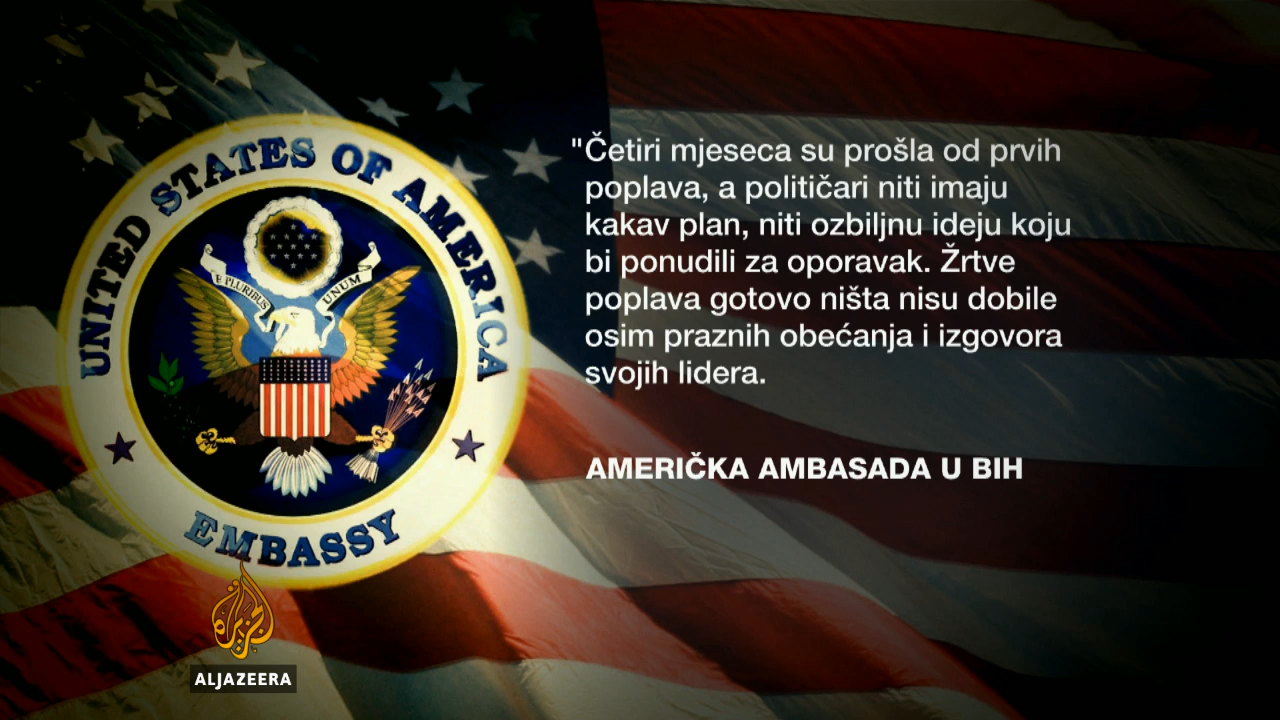 UNITED STATES OF AMERICA
E PLURIBUS UNUM
EMBASSY
"Četiri mjeseca su prošla od prvih
poplava, a političari niti imaju
kakav plan, niti ozbiljnu ideju koju
bi ponudili za oporavak. Žrtve
poplava gotovo ništa nisu dobile
osim praznih obećanja i izgovora
svojih lidera.
AMERIČKA AMBASADA U BIH
الجزيرة
ALJAZEERA